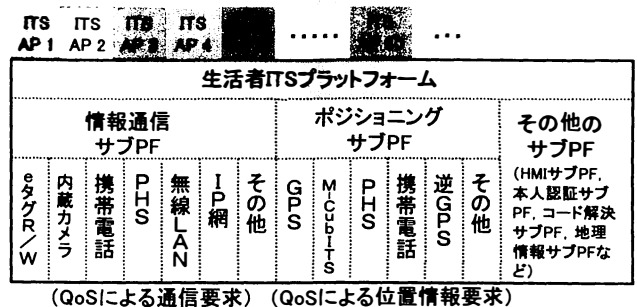 ITS AP 1
ITS AP 2
ITS AP 3
ITS AP 4
.....
ITS
...
生活者ITSプラットフォーム
情報通信
サブPF
ポジショニング
サブPF
その他の
サブPF
(HMIサブPF,
本人認証サブ
PF, コード解決
サブPF, 地理
情報サブPFな
ど)
eタグR/W
内蔵カメラ
携帯電話
PHS
無線LAN
IP網
その他
GPS
MicubITS
PHS
携帯電話
逆GPS
その他
(QoSによる通信要求)
(QoSによる位置情報要求)